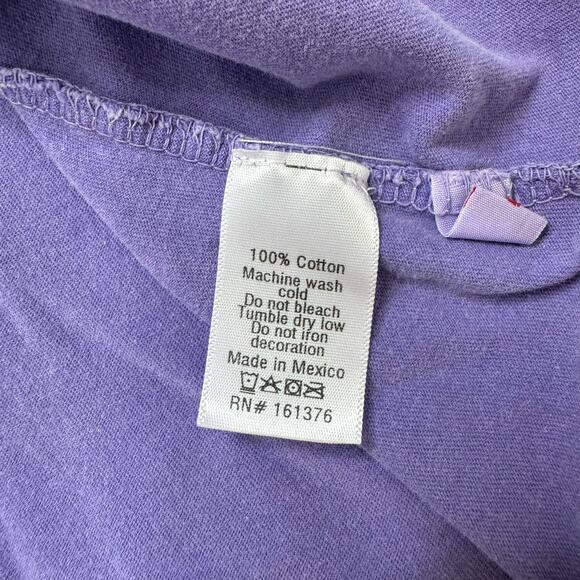 100% Cotton
Machine wash
cold
Do not bleach
Tumble dry low
Do not iron
decoration
Made in Mexico
RN# 161376